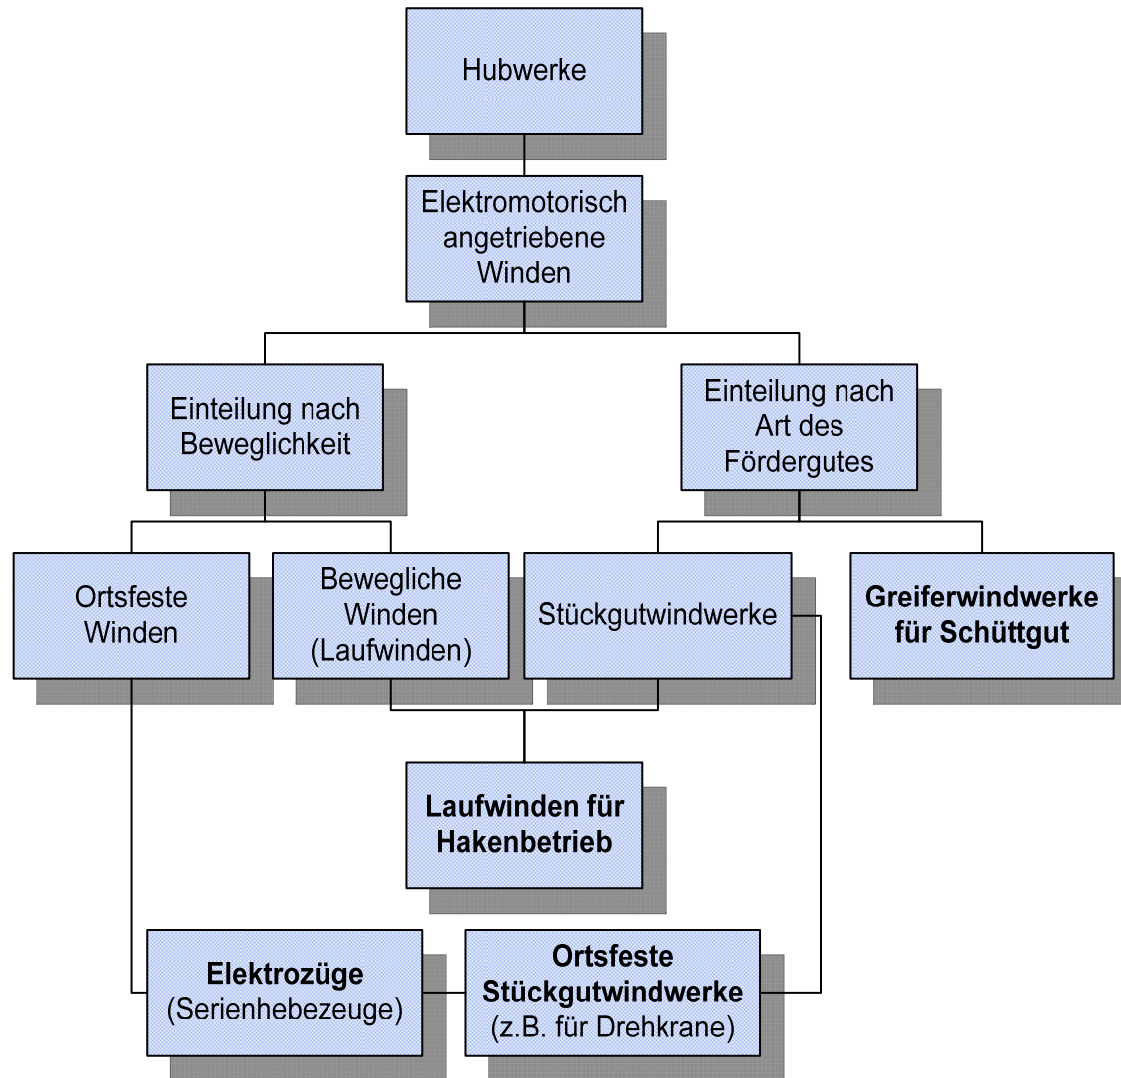 Hubwerke
Elektromotorisch
angetriebene
Winden
Einteilung nach
Beweglichkeit
Einteilung nach
Art des
Fördergutes
Ortsfeste
Winden
Bewegliche
Winden
(Laufwinden)
Stückgutwindwerke
Greiferwindwerke
für Schüttgut
Laufwinden für
Hakenbetrieb
Elektrozüge
(Serienhebezeuge)
Ortsfeste
Stückgutwindwerke
(z.B. für Drehkrane)